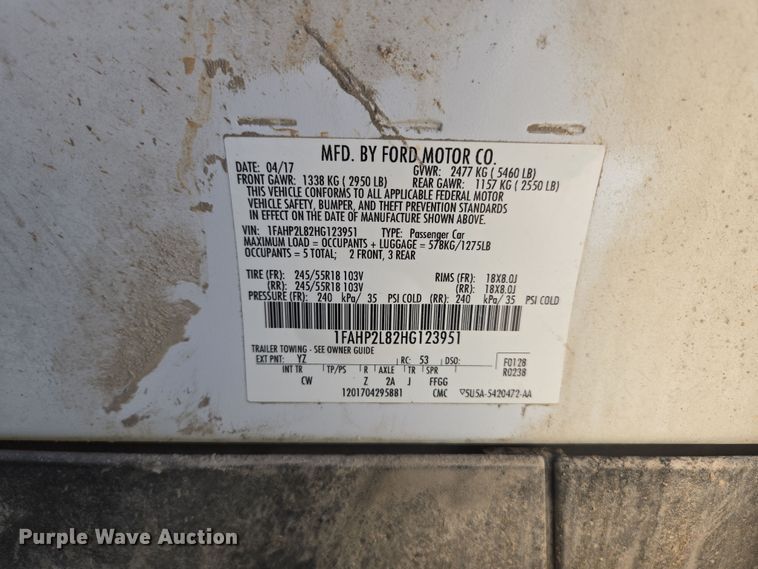 MFD. BY FORD MOTOR CO.
DATE: 04/17 GVWR: 2477 KG ( 5460 LB)
FRONT GAWR: 1338 KG ( 2950 LB) REAR GAWR: 1157 KG ( 2550 LB)
THIS VEHICLE CONFORMS TO ALL APPLICABLE FEDERAL MOTOR
VEHICLE SAFETY, BUMPER, AND THEFT PREVENTION STANDARDS
IN EFFECT ON THE DATE OF MANUFACTURE SHOWN ABOVE.
VIN: 1FAHP2L82HG123951 TYPE: Passenger Car
MAXIMUM LOAD = OCCUPANTS + LUGGAGE = 578KG/1275LB
OCCUPANTS = 5 TOTAL; 2 FRONT, 3 REAR
TIRE (FR): 245/55R18 103V RIMS (FR): 18X8.0J
(RR): 245/55R18 103V (RR): 18X8.0J
PRESSURE (FR): 240 kPa/ 35 PSI COLD (RR): 240 kPa/ 35 PSI COLD
1FAHP2L82HG123951
TRAILER TOWING - SEE OWNER GUIDE
EXT PNT: YZ RC: 53 DSO: F0128
INT TR TP/PS R AXLE TR SPR R0238
CW Z 2A J FFGG
1201704295881 CMC ▽5U5A-5420472-AA
Purple Wave Auction